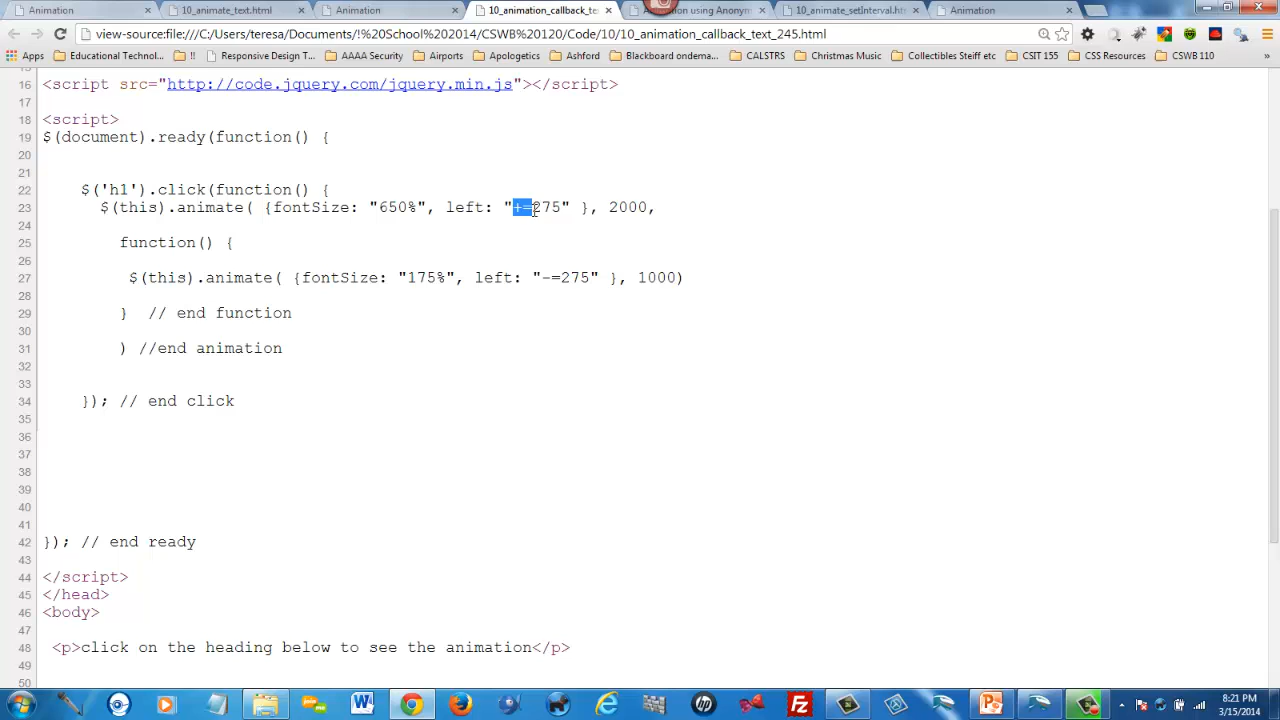 Animation
10_animate_text.html
Animation
10_animation_callback_te
Animation using Anonym
10_animate_setInterval.ht
Animation
view-source:file:///C:/Users/teresa/Documents/!%20School%202014/CSWB%20120/Code/10/10_animation_callback_text_245.html
Apps Educational Technol... !! Responsive Design T... AAAA Security Airports Apologetics Ashford Blackboard ondema... CALSTRS Christmas Music Collectibles Steiff etc CSIT 155 CSS Resources CSWB 110 »
16 <script src="http://code.jquery.com/jquery.min.js"></script>
17
18 <script>
19 $(document).ready(function() {
20
21
22 $('h1').click(function() {
23 $(this).animate( {fontSize: "650%", left: "+=275" }, 2000,
24
25 function() {
26
27 $(this).animate( {fontSize: "175%", left: "-=275" }, 1000)
28
29 } // end function
30
31 ) //end animation
32
33
34 }); // end click
35
36
37
38
39
40
41
42 }); // end ready
43
44 </script>
45 </head>
46 <body>
47
48 <p>click on the heading below to see the animation</p>
49
50
8:21 PM
3/15/2014